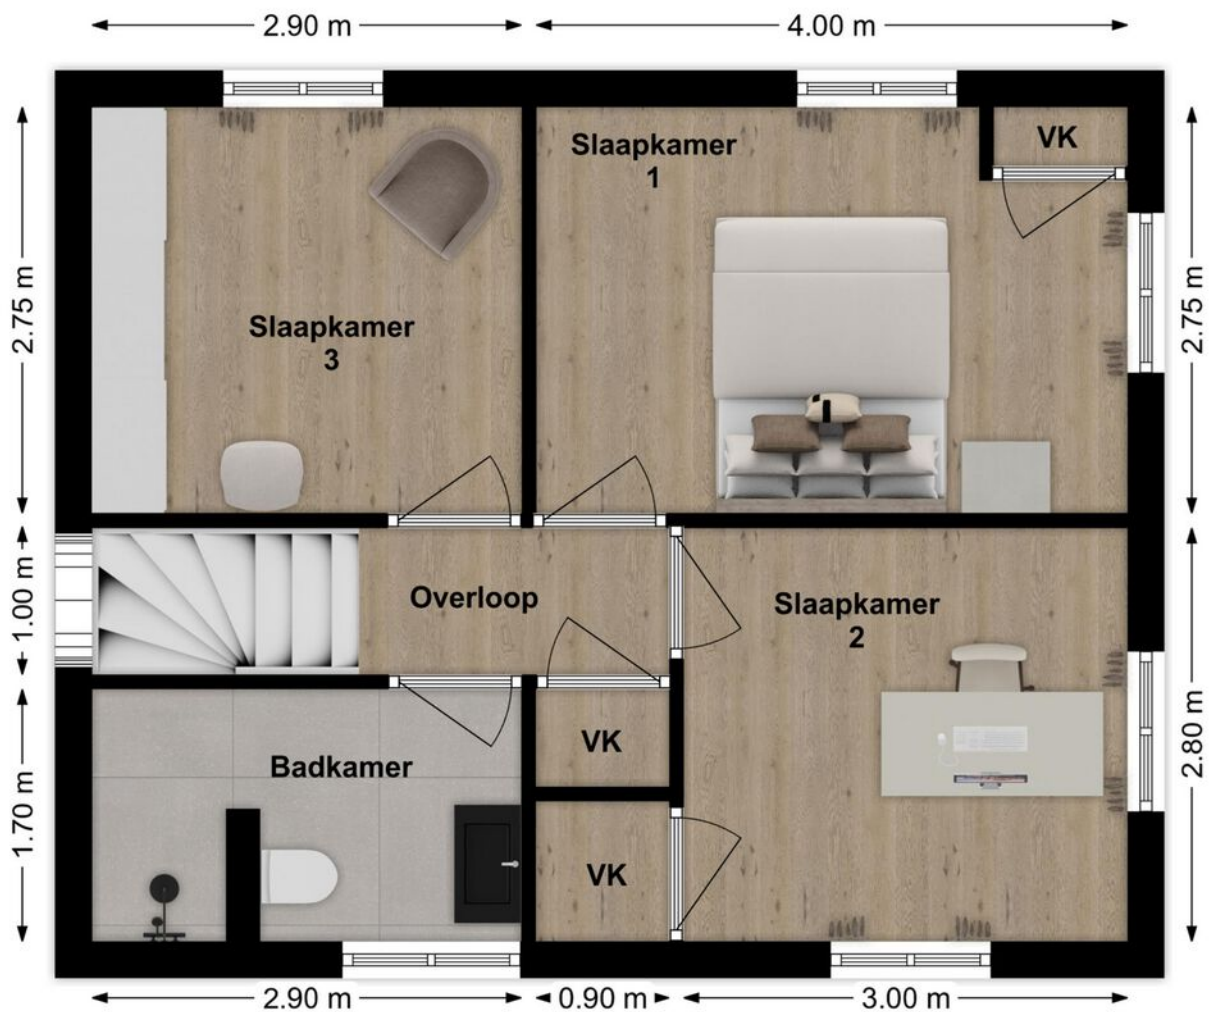 2.90 m
4.00 m
Slaapkamer
1
VK
2.75 m
2.75 m
Slaapkamer
3
1.00 m
Overloop
Slaapkamer
2
1.70 m
Badkamer
VK
2.80 m
VK
2.90 m
0.90 m
3.00 m